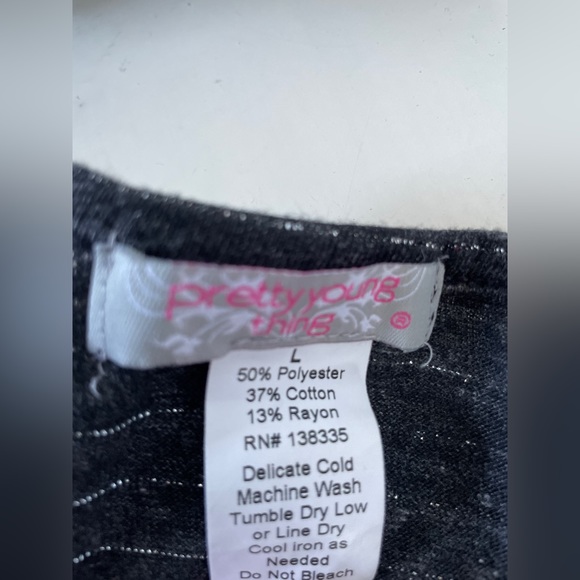 pretty young
thing ®
L
50% Polyester
37% Cotton
13% Rayon
RN# 138335
Delicate Cold
Machine Wash
Tumble Dry Low
or Line Dry
Cool iron as
Needed
Do Not Bleach